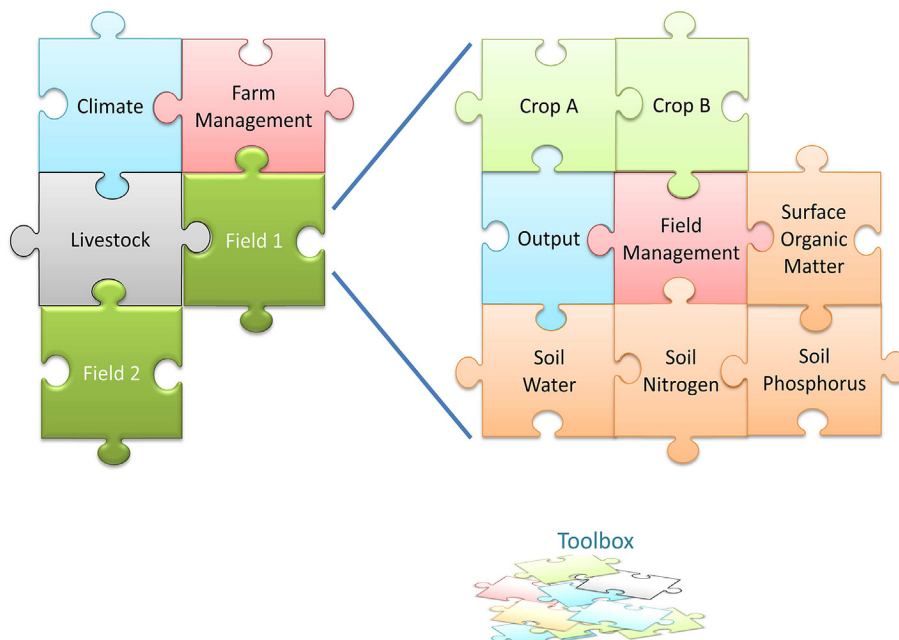 Climate
Farm
Management
Livestock
Field 1
Field 2
Crop A
Crop B
Output
Field
Management
Surface
Organic
Matter
Soil
Water
Soil
Nitrogen
Soil
Phosphorus
Toolbox